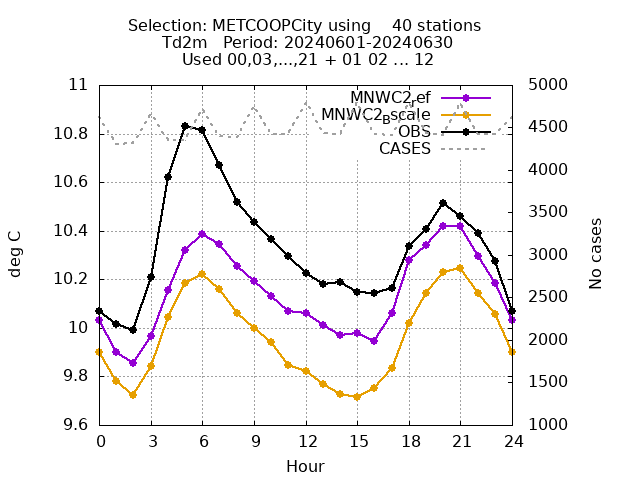 Selection: METCOOPCity using    40 stations
Td2m   Period: 20240601-20240630
Used 00,03,...,21 + 01 02 ... 12
11
10.8
10.6
10.4
10.2
10
9.8
9.6
deg C
MNWC2ref
MNWC2Bscale
OBS
CASES
5000
4500
4000
3500
3000
2500
2000
1500
1000
No cases
0 3 6 9 12 15 18 21 24
Hour